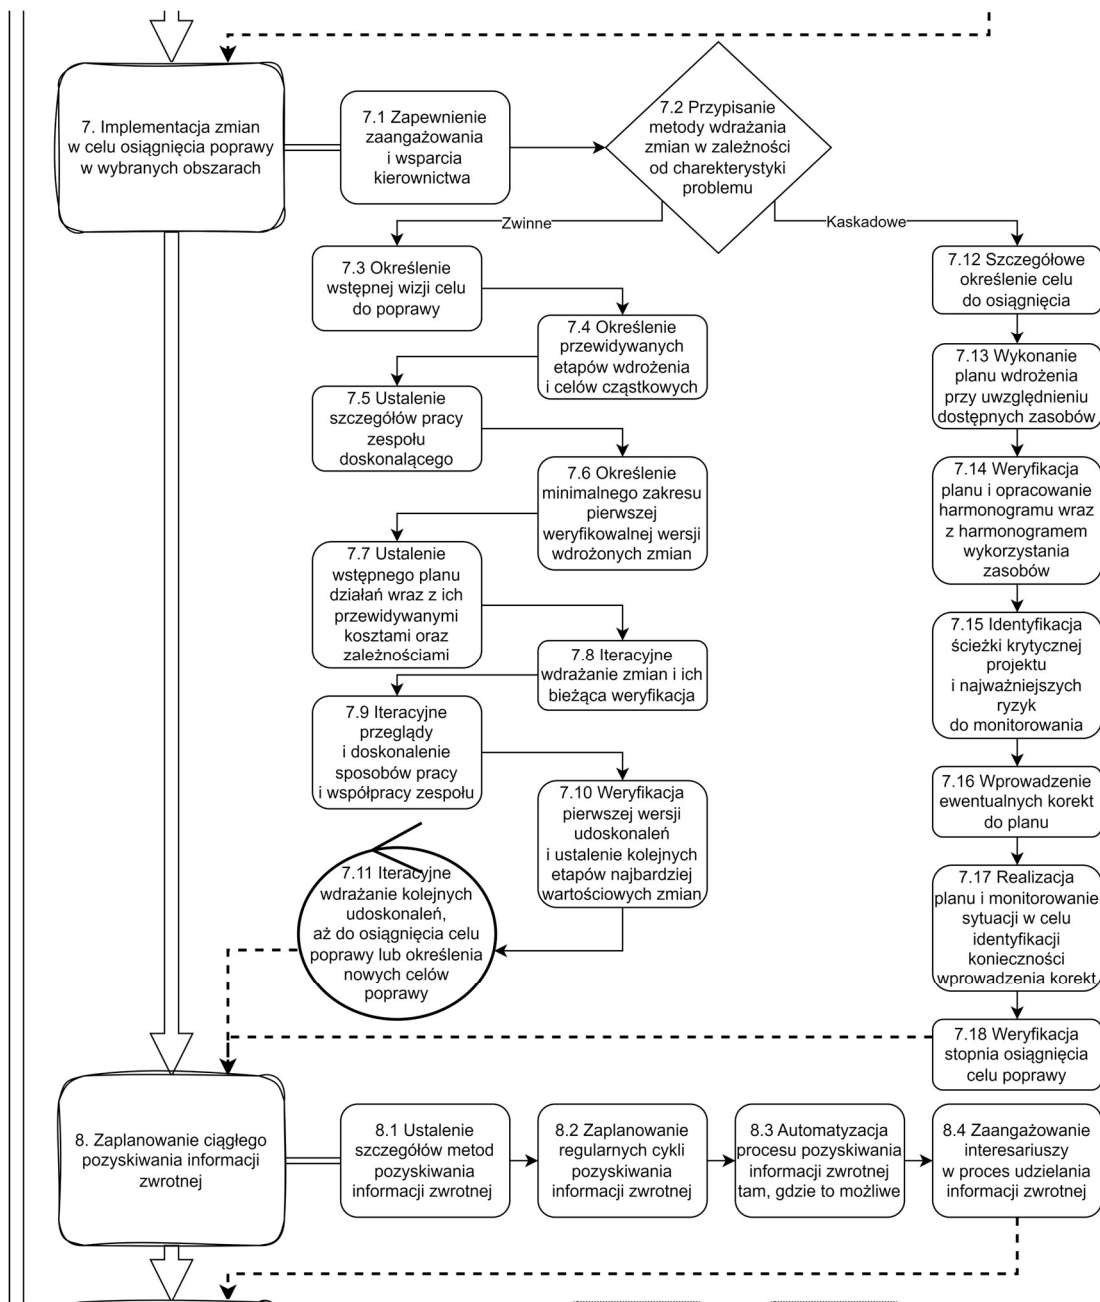 7. Implementacja zmian
w celu osiągnięcia poprawy
w wybranych obszarach
7.1 Zapewnienie
zaangażowania
i wsparcia
kierownictwa
7.2 Przypisanie
metody wdrażania
zmian w zależności
od charekterystyki
problemu
Zwinne
Kaskadowe
7.3 Określenie
wstępnej wizji celu
do poprawy
7.4 Określenie
przewidywanych
etapów wdrożenia
i celów cząstkowych
7.5 Ustalenie
szczegółów pracy
zespołu
doskonalącego
7.6 Określenie
minimalnego zakresu
pierwszej
weryfikowalnej wersji
wdrożonych zmian
7.7 Ustalenie
wstępnego planu
działań wraz z ich
przewidywanymi
kosztami oraz
zależnościami
7.8 Iteracyjne
wdrażanie zmian i ich
bieżąca weryfikacja
7.9 Iteracyjne
przeglądy
i doskonalenie
sposobów pracy
i współpracy zespołu
7.10 Weryfikacja
pierwszej wersji
udoskonaleń
i ustalenie kolejnych
etapów najbardziej
wartościowych zmian
7.11 Iteracyjne
wdrażanie kolejnych
udoskonaleń,
aż do osiągnięcia celu
poprawy lub określenia
nowych celów
poprawy
7.12 Szczegółowe
określenie celu
do osiągnięcia
7.13 Wykonanie
planu wdrożenia
przy uwzględnieniu
dostępnych zasobów
7.14 Weryfikacja
planu i opracowanie
harmonogramu wraz
z harmonogramem
wykorzystania
zasobów
7.15 Identyfikacja
ścieżki krytycznej
projektu
i najważniejszych
ryzyk
do monitorowania
7.16 Wprowadzenie
ewentualnych korekt
do planu
7.17 Realizacja
planu i monitorowanie
sytuacji w celu
identyfikacji
konieczności
wprowadzenia korekt
7.18 Weryfikacja
stopnia osiągnięcia
celu poprawy
8. Zaplanowanie ciągłego
pozyskiwania informacji
zwrotnej
8.1 Ustalenie
szczegółów metod
pozyskiwania
informacji zwrotnej
8.2 Zaplanowanie
regularnych cykli
pozyskiwania
informacji zwrotnej
8.3 Automatyzacja
procesu pozyskiwania
informacji zwrotnej
tam, gdzie to możliwe
8.4 Zaangażowanie
interesariuszy
w proces udzielania
informacji zwrotnej